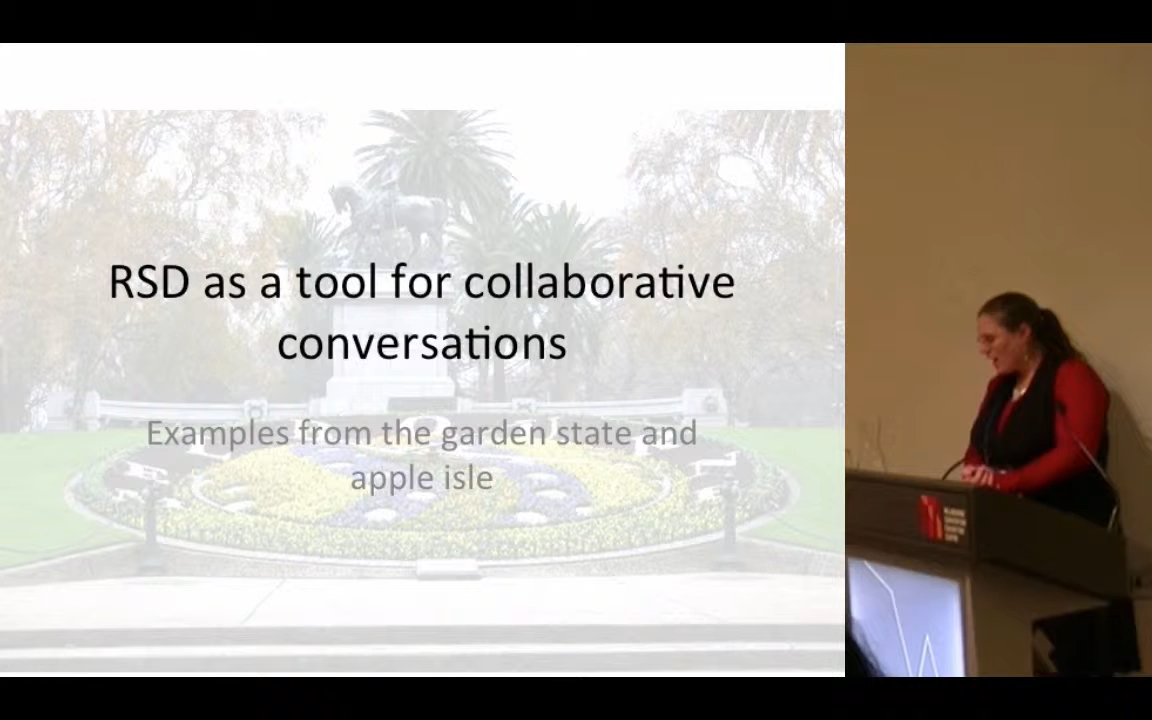 RSD as a tool for collaborative
conversations
Examples from the garden state and
apple isle